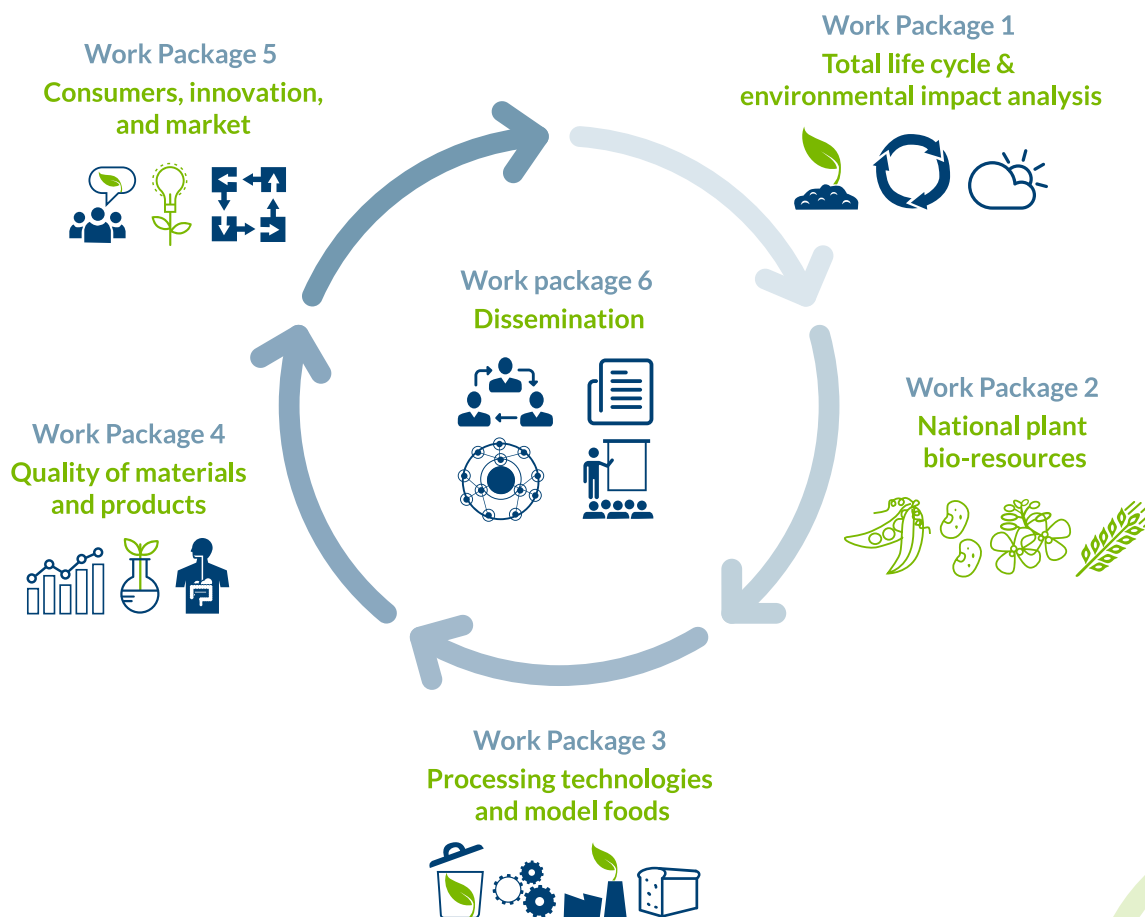 Work Package 1
Total life cycle &
environmental impact analysis
Work Package 2
National plant
bio-resources
Work Package 3
Processing technologies
and model foods
Work Package 4
Quality of materials
and products
Work Package 5
Consumers, innovation,
and market
Work package 6
Dissemination